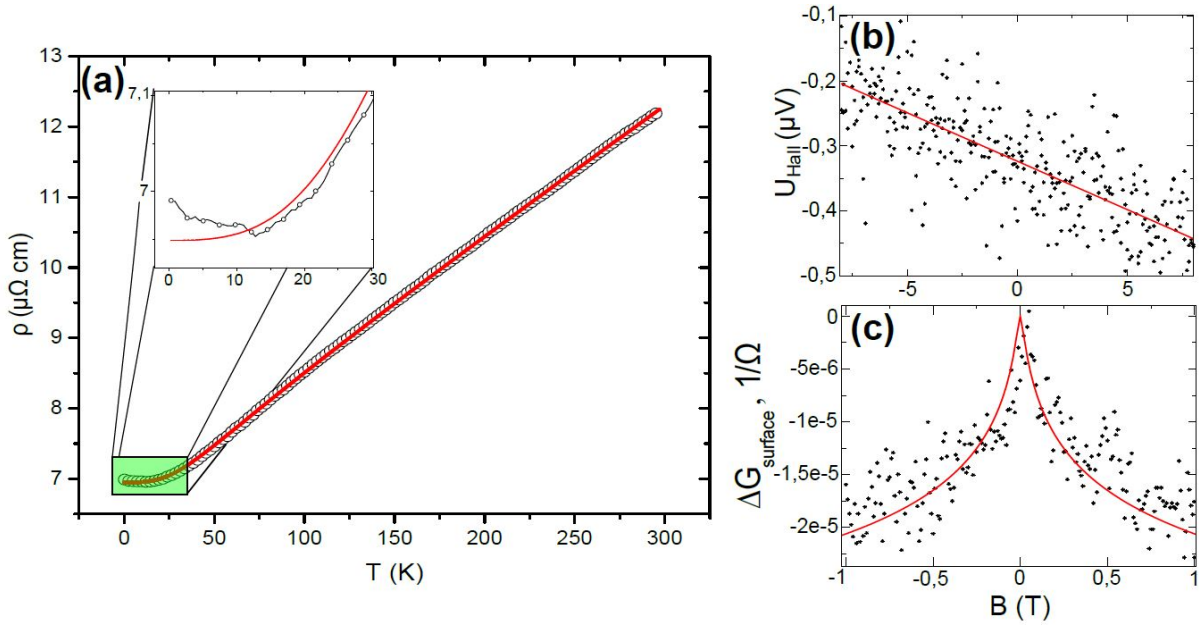 (a)
ρ (μΩ cm)
13
12
11
10
9
8
7
0
50
100
150
200
250
300
T (K)
7,1
7
0
10
20
30
(b)
U_Hall (μV)
-0,1
-0,2
-0,3
-0,4
-0,5
-5
0
5
(c)
ΔG_surface, 1/Ω
0
-5e-6
-1e-5
-1,5e-5
-2e-5
-1
-0,5
0
0,5
1
B (T)